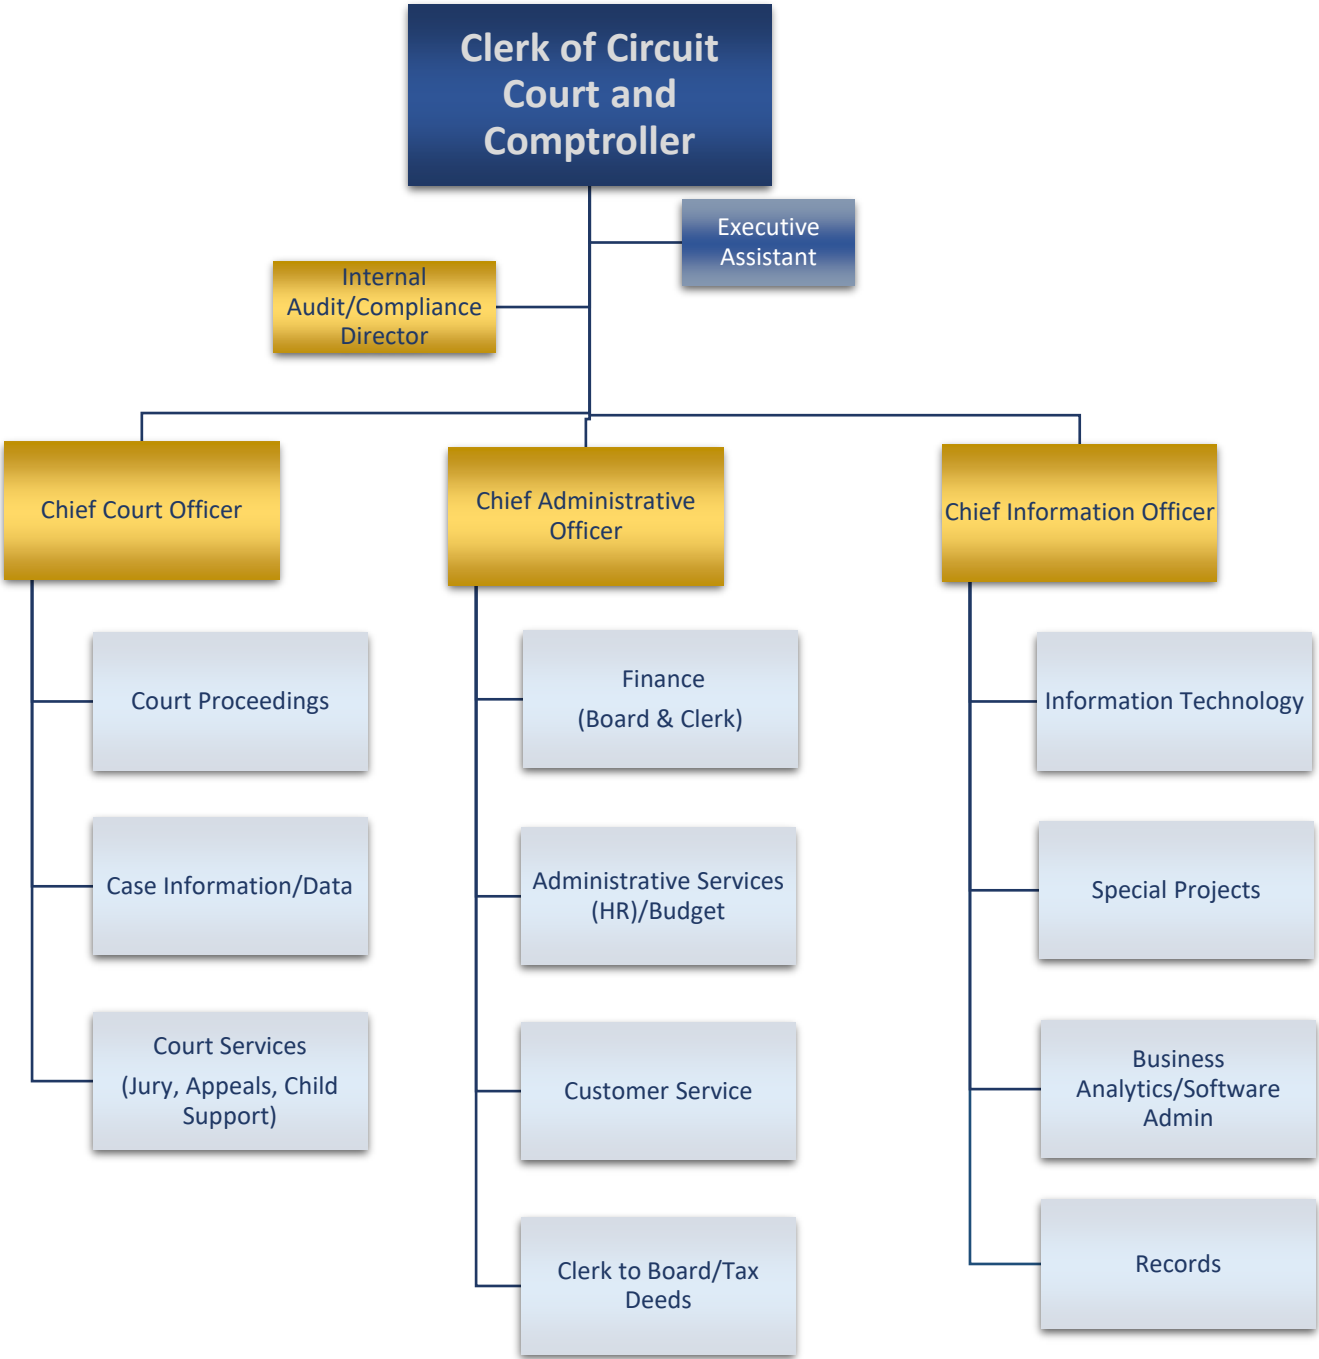 Clerk of Circuit
Court and
Comptroller
Executive
Assistant
Internal
Audit/Compliance
Director
Chief Court Officer
Chief Administrative
Officer
Chief Information Officer
Court Proceedings
Finance
(Board & Clerk)
Information Technology
Case Information/Data
Administrative Services
(HR)/Budget
Special Projects
Court Services
(Jury, Appeals, Child
Support)
Customer Service
Business
Analytics/Software
Admin
Clerk to Board/Tax
Deeds
Records